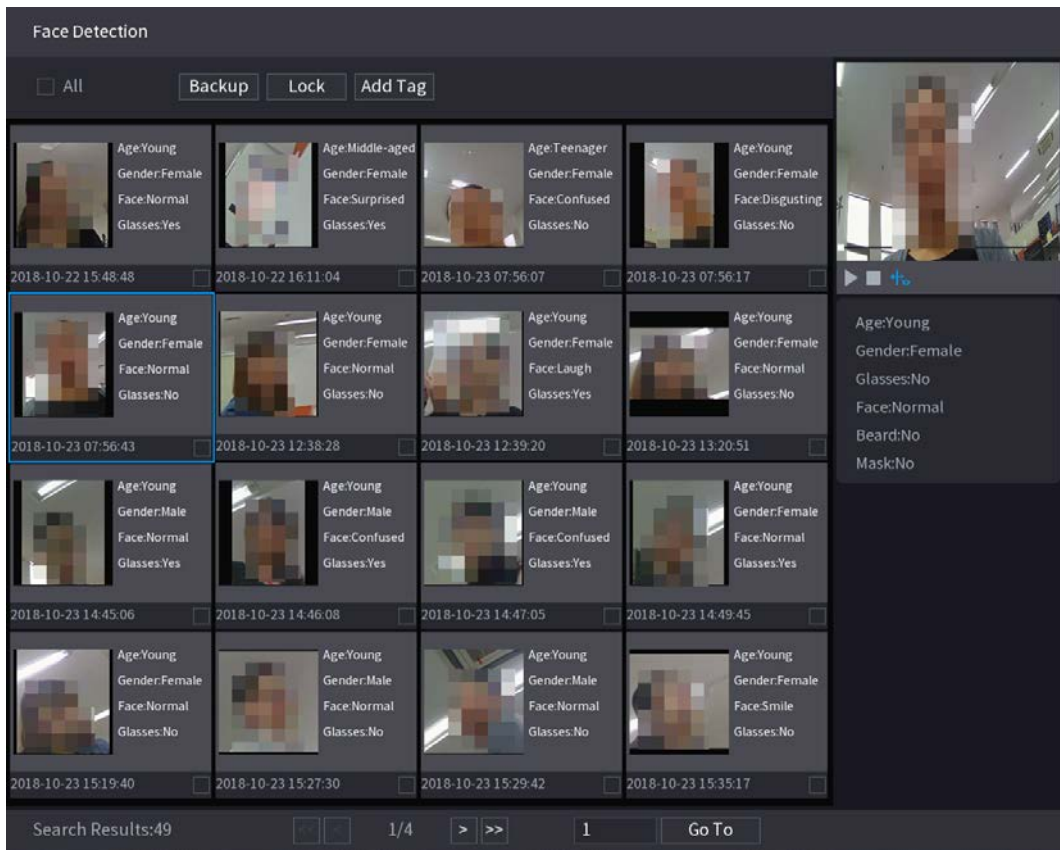 Face Detection
All
Backup
Lock
Add Tag
Age:Young
Gender:Female
Face:Normal
Glasses:Yes
2018-10-22 15:48:48
Age:Middle-aged
Gender:Female
Face:Surprised
Glasses:Yes
2018-10-22 16:11:04
Age:Teenager
Gender:Female
Face:Confused
Glasses:No
2018-10-23 07:56:07
Age:Young
Gender:Female
Face:Disgusting
Glasses:No
2018-10-23 07:56:17
Age:Young
Gender:Female
Face:Normal
Glasses:No
2018-10-23 07:56:43
Age:Young
Gender:Female
Face:Normal
Glasses:No
2018-10-23 12:38:28
Age:Young
Gender:Female
Face:Laugh
Glasses:Yes
2018-10-23 12:39:20
Age:Young
Gender:Female
Face:Normal
Glasses:No
2018-10-23 13:20:51
Age:Young
Gender:Male
Face:Normal
Glasses:Yes
2018-10-23 14:45:06
Age:Young
Gender:Male
Face:Confused
Glasses:Yes
2018-10-23 14:46:08
Age:Young
Gender:Male
Face:Confused
Glasses:Yes
2018-10-23 14:47:05
Age:Young
Gender:Female
Face:Normal
Glasses:Yes
2018-10-23 14:49:45
Age:Young
Gender:Female
Face:Normal
Glasses:No
2018-10-23 15:19:40
Age:Young
Gender:Male
Face:Normal
Glasses:No
2018-10-23 15:27:30
Age:Young
Gender:Male
Face:Normal
Glasses:No
2018-10-23 15:29:42
Age:Young
Gender:Female
Face:Smile
Glasses:No
2018-10-23 15:35:17
Age:Young
Gender:Female
Glasses:No
Face:Normal
Beard:No
Mask:No
Search Results:49
<<
<
1/4
>
>>
1
Go To